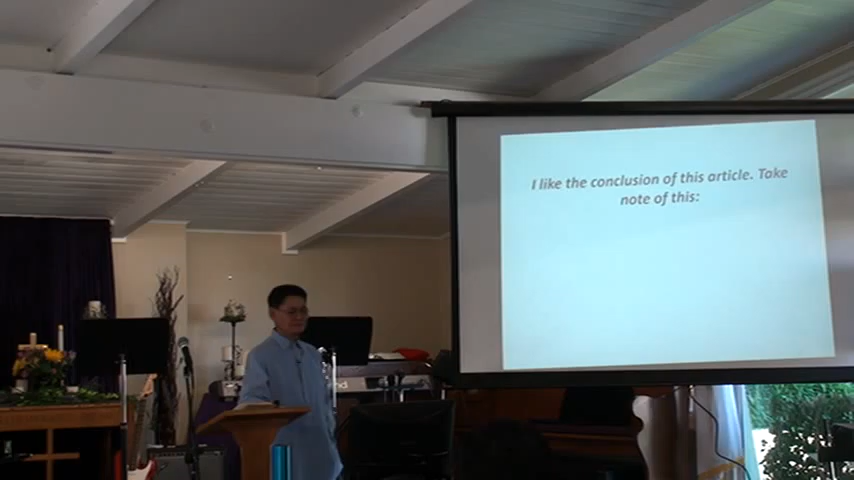 I like the conclusion of this article. Take
note of this: